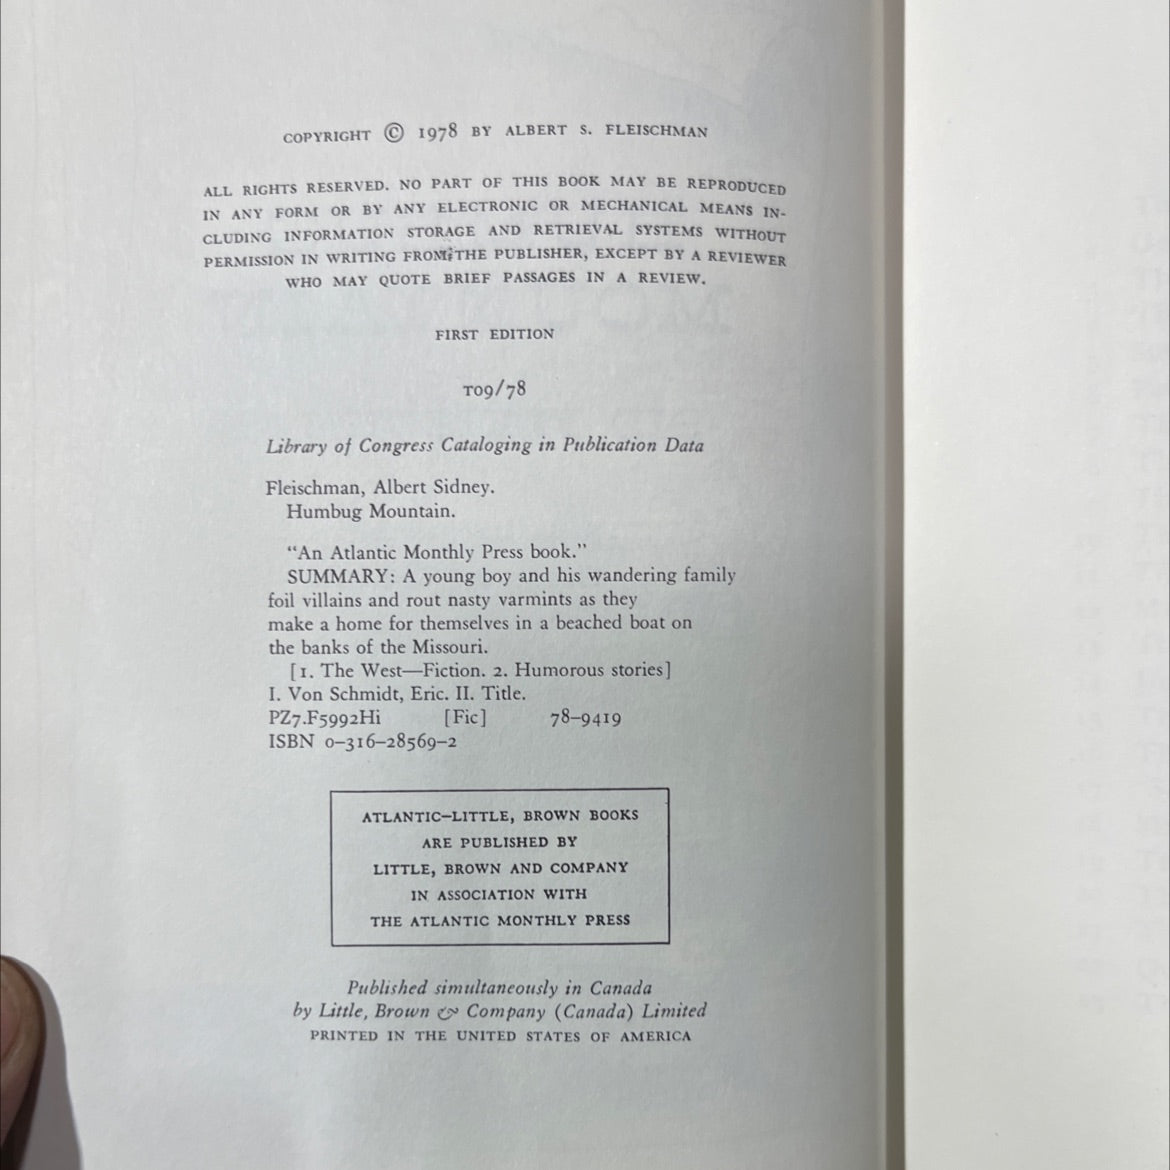 COPYRIGHT © 1978 BY ALBERT S. FLEISCHMAN
ALL RIGHTS RESERVED. NO PART OF THIS BOOK MAY BE REPRODUCED
IN ANY FORM OR BY ANY ELECTRONIC OR MECHANICAL MEANS IN-
CLUDING INFORMATION STORAGE AND RETRIEVAL SYSTEMS WITHOUT
PERMISSION IN WRITING FROM THE PUBLISHER, EXCEPT BY A REVIEWER
WHO MAY QUOTE BRIEF PASSAGES IN A REVIEW.
FIRST EDITION
T09/78
Library of Congress Cataloging in Publication Data
Fleischman, Albert Sidney.
Humbug Mountain.
“An Atlantic Monthly Press book.”
SUMMARY: A young boy and his wandering family
foil villains and rout nasty varmints as they
make a home for themselves in a beached boat on
the banks of the Missouri.
[1. The West—Fiction. 2. Humorous stories]
I. Von Schmidt, Eric. II. Title.
PZ7.F5992Hi [Fic] 78–9419
ISBN 0–316–28569–2
ATLANTIC–LITTLE, BROWN BOOKS
ARE PUBLISHED BY
LITTLE, BROWN AND COMPANY
IN ASSOCIATION WITH
THE ATLANTIC MONTHLY PRESS
Published simultaneously in Canada
by Little, Brown & Company (Canada) Limited
PRINTED IN THE UNITED STATES OF AMERICA